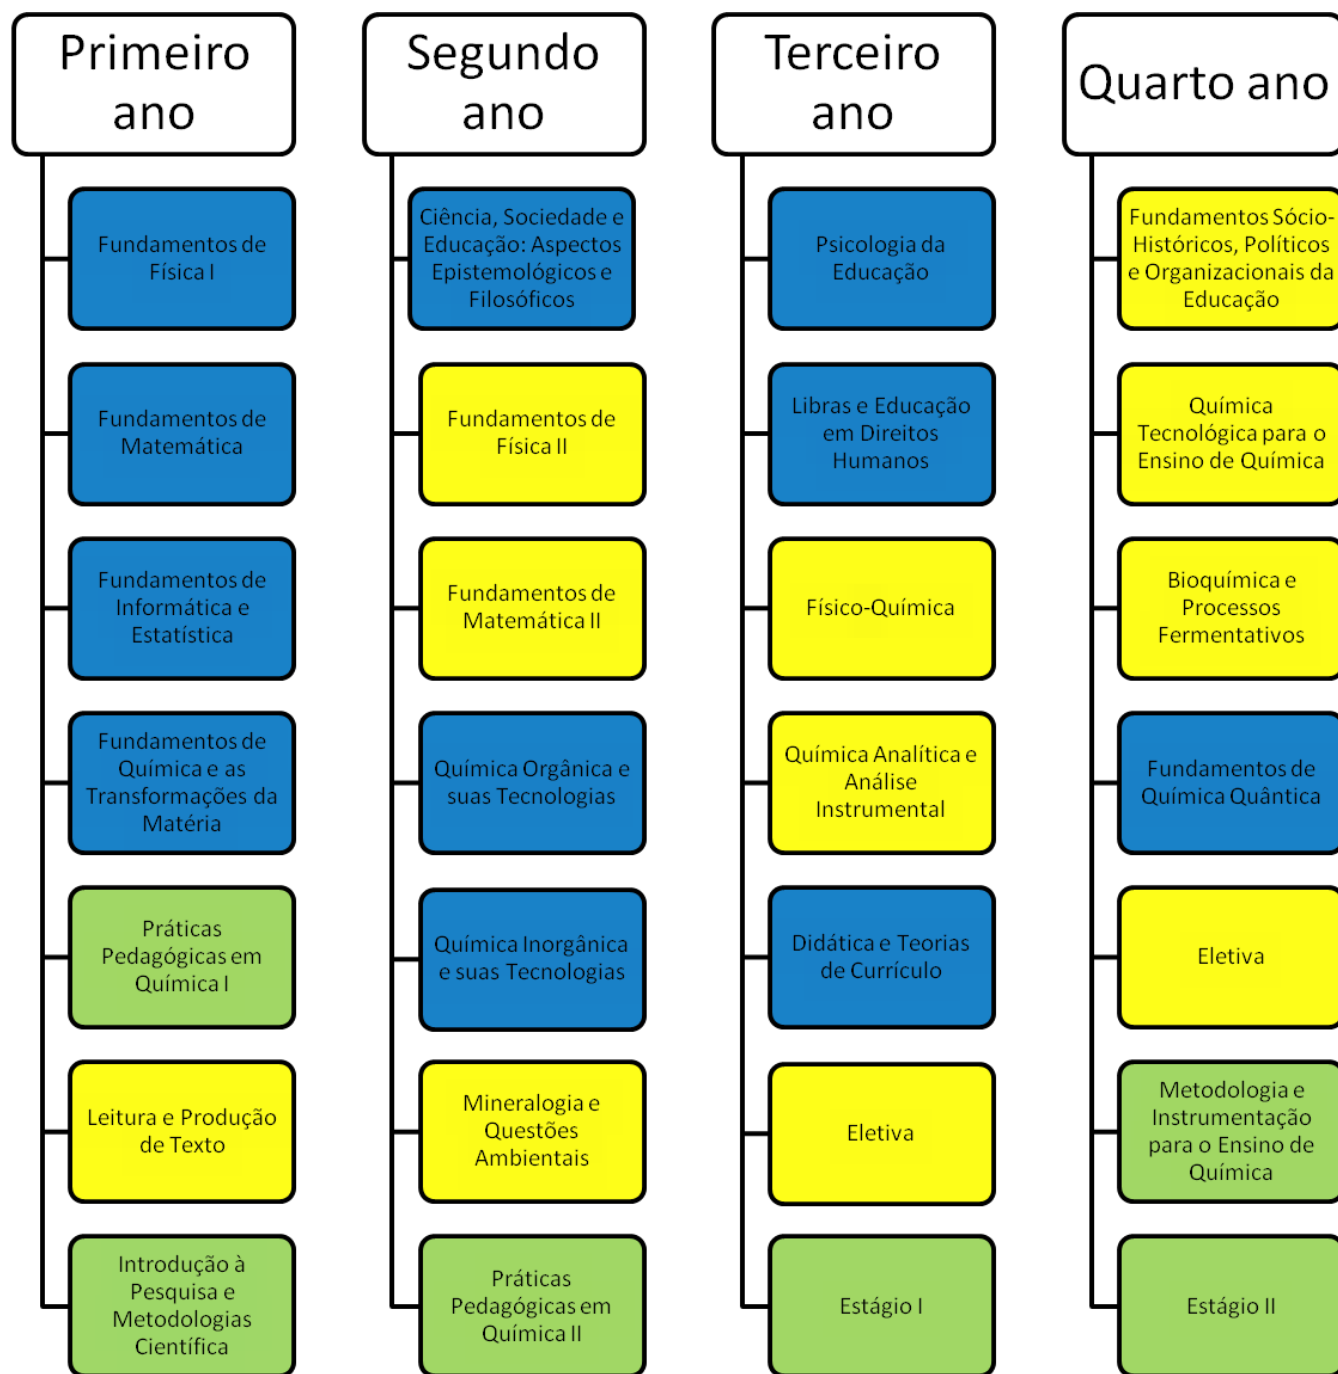 Primeiro
ano
Fundamentos de
Física I
Fundamentos de
Matemática
Fundamentos de
Informática e
Estatística
Fundamentos de
Química e as
Transformações da
Matéria
Práticas
Pedagógicas em
Química I
Leitura e Produção
de Texto
Introdução à
Pesquisa e
Metodologias
Científica
Segundo
ano
Ciência, Sociedade e
Educação: Aspectos
Epistemológicos e
Filosóficos
Fundamentos de
Física II
Fundamentos de
Matemática II
Química Orgânica e
suas Tecnologias
Química Inorgânica
e suas Tecnologias
Mineralogia e
Questões
Ambientais
Práticas
Pedagógicas em
Química II
Terceiro
ano
Psicologia da
Educação
Libras e Educação
em Direitos
Humanos
Físico-Química
Química Analítica e
Análise
Instrumental
Didática e Teorias
de Currículo
Eletiva
Estágio I
Quarto ano
Fundamentos Sócio-
Históricos, Políticos
e Organizacionais da
Educação
Química
Tecnológica para o
Ensino de Química
Bioquímica e
Processos
Fermentativos
Fundamentos de
Química Quântica
Eletiva
Metodologia e
Instrumentação
para o Ensino de
Química
Estágio II